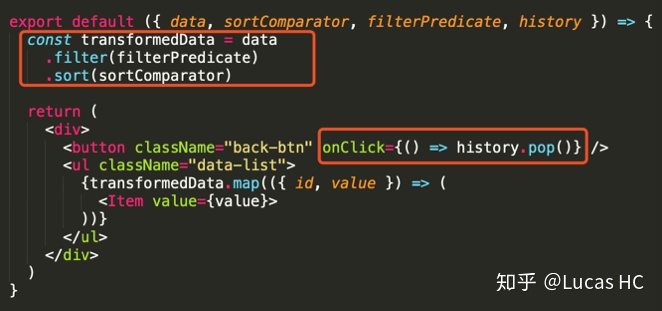 export default ({ data, sortComparator, filterPredicate, history }) => {
const transformedData = data
.filter(filterPredicate)
.sort(sortComparator)
return (
<div>
<button className="back-btn" onClick={() => history.pop()} />
<ul className="data-list">
{transformedData.map(({ id, value }) => (
<Item value={value}>
))}
</ul>
</div>
)
}
知乎 @Lucas HC